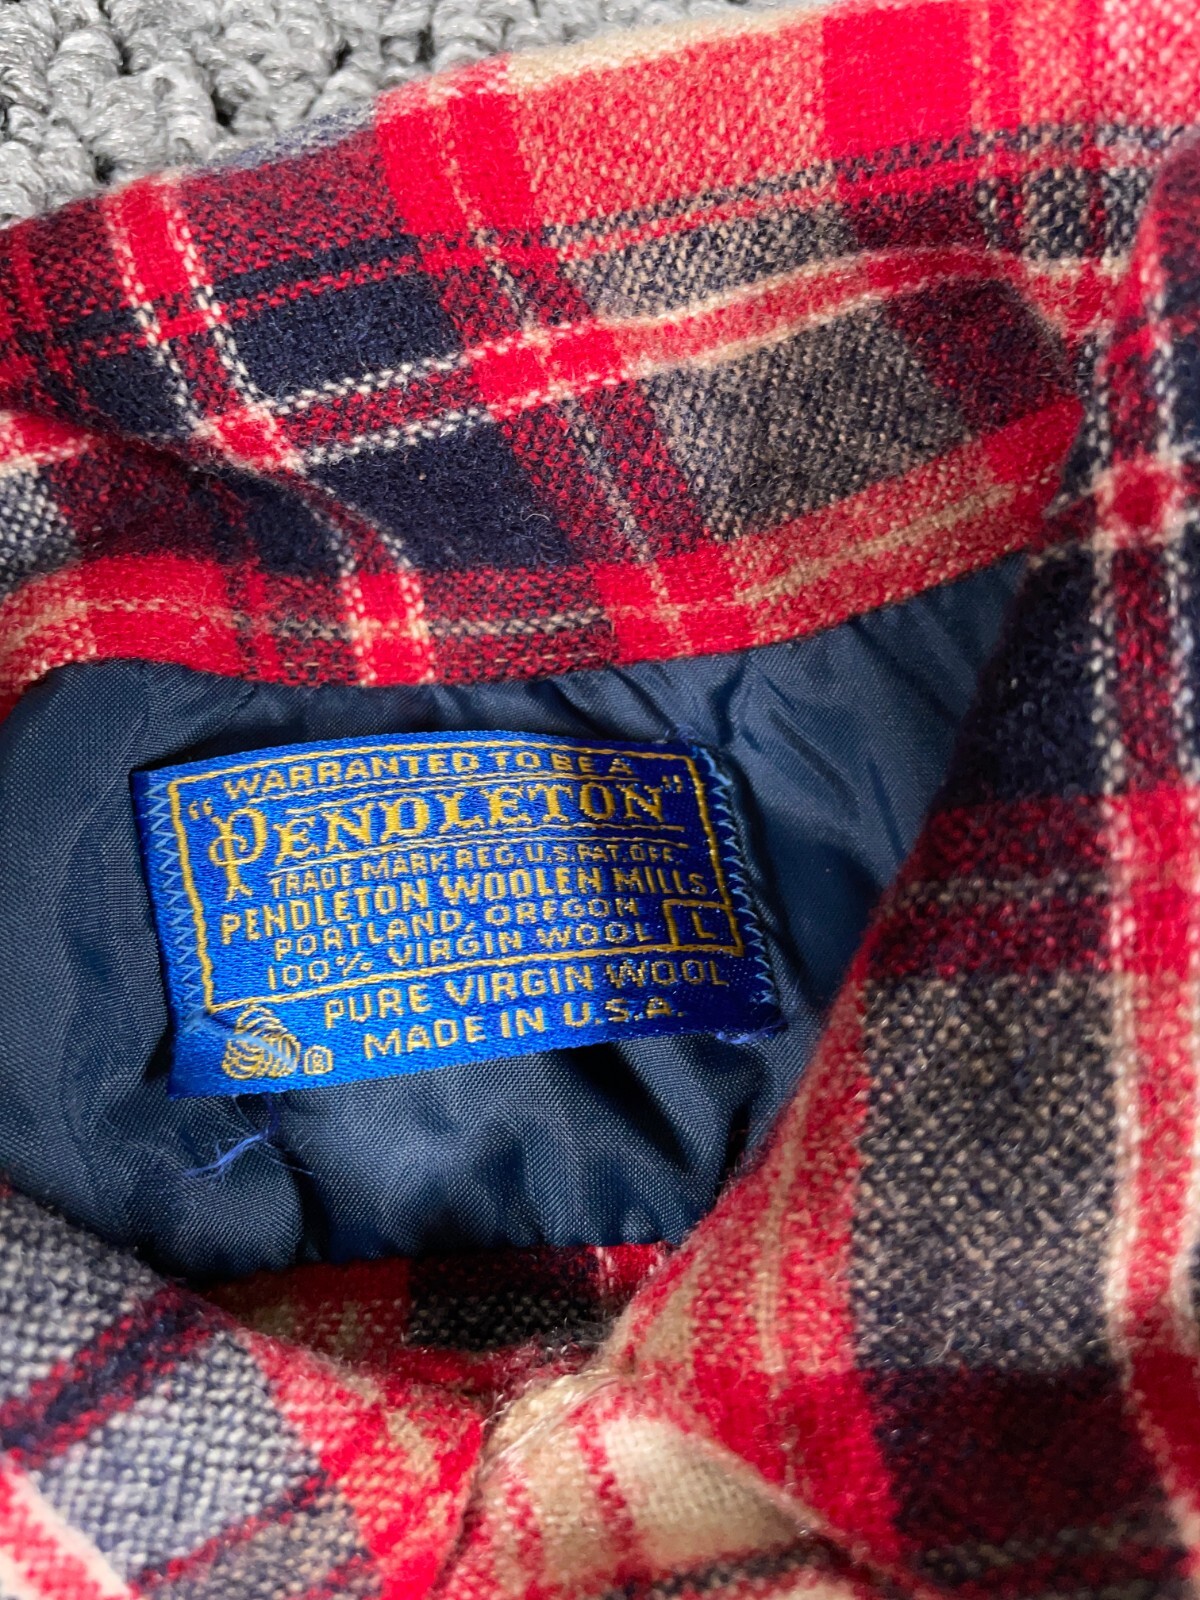 WARRANTED TO BE A
"PENDLETON"
TRADE MARK REG. U.S. PAT. OFF.
PENDLETON WOOLEN MILLS
PORTLAND, OREGON
100% VIRGIN WOOL L
PURE VIRGIN WOOL
® MADE IN U.S.A.